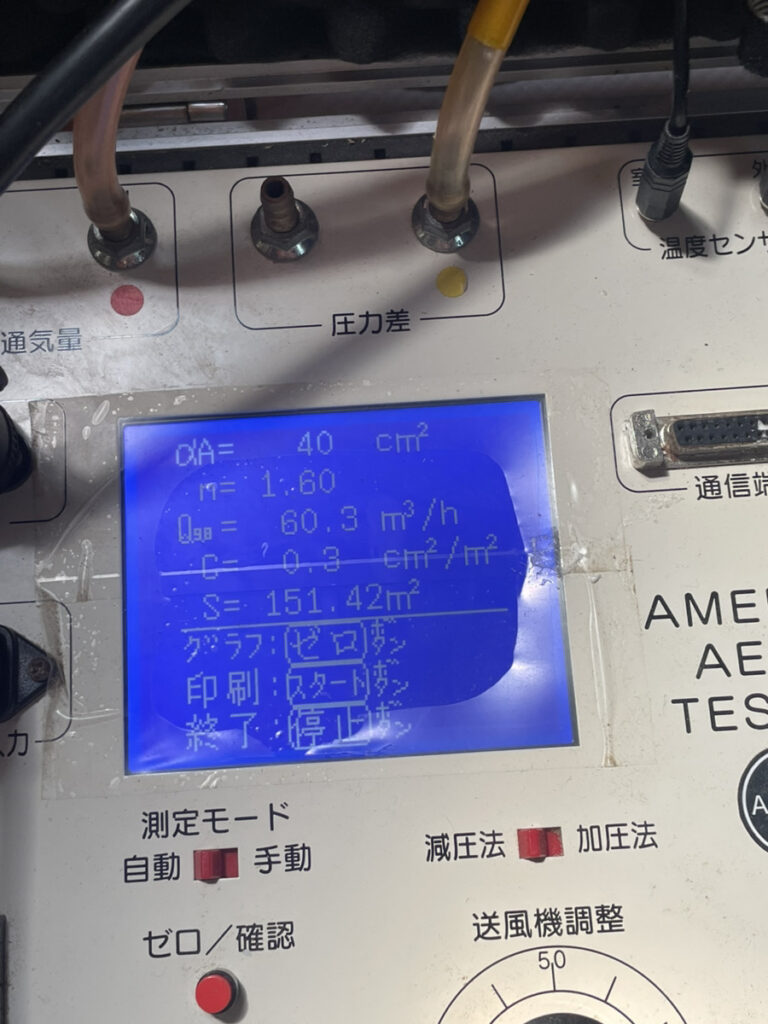 室
外
温度センサ
通気量
圧力差
通信端
αA= 40 cm²
n= 1.60
Q9.8= 60.3 m³/h
C= 0.3 cm²/m²
S= 151.42m²
グラフ:ゼロボタン
印刷:スタートボタン
終了:停止ボタン
AME
AE
TES
入力
A
測定モード
自動 手動
減圧法 加圧法
ゼロ/確認
送風機調整
50